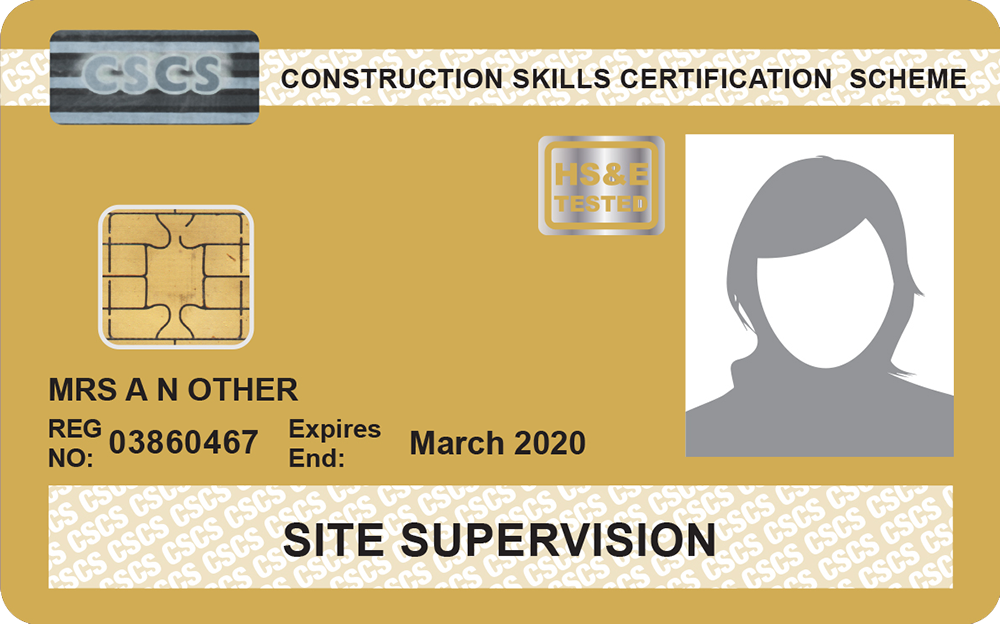 CSCS
CONSTRUCTION SKILLS CERTIFICATION SCHEME
HS&E
TESTED
MRS A N OTHER
REG NO: 03860467 Expires End: March 2020
SITE SUPERVISION